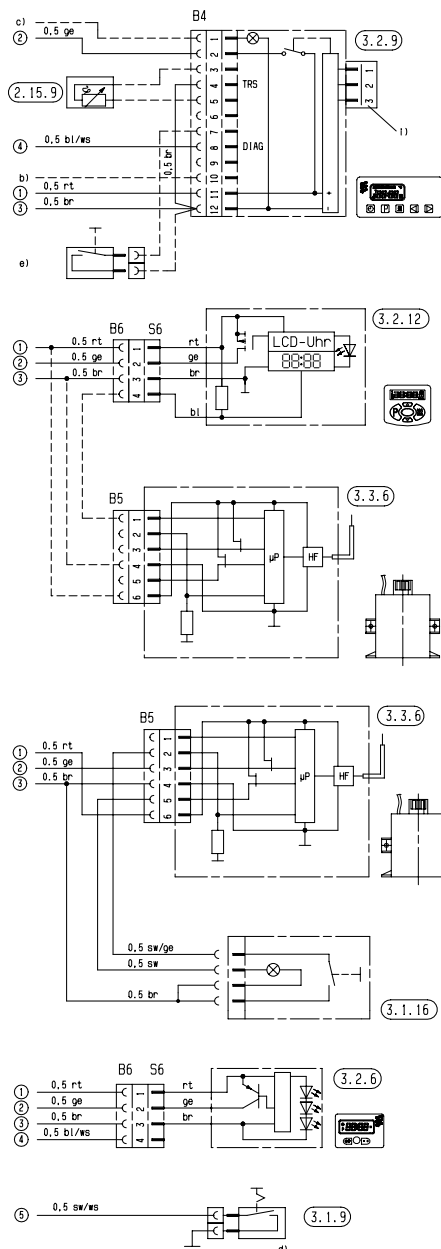 B4
c)
② 0,5 ge
1
2
3
4
5
6
7
8
9
10
11
12
TRS
DIAG
3.2.9
1
2
3
l)
2.15.9
④ 0,5 bl/ws
0,5 br
b)
① 0,5 rt
③ 0,5 br
+
-
e)
B6 S6
① 0.5 rt
② 0.5 ge
③ 0.5 br
1
2
3
4
rt
ge
br
bl
LCD-Uhr
88:88
3.2.12
P
B5
1
2
3
4
5
6
µP
HF
3.3.6
B5
① 0.5 rt
② 0.5 ge
③ 0.5 br
1
2
3
4
5
6
µP
HF
3.3.6
0.5 sw/ge
0.5 sw
0.5 br
3.1.16
B6 S6
① 0,5 rt
② 0,5 ge
③ 0,5 br
④ 0,5 bl/ws
1
2
3
4
rt
ge
br
3.2.6
⑤ 0,5 sw/ws
3.1.9
d)